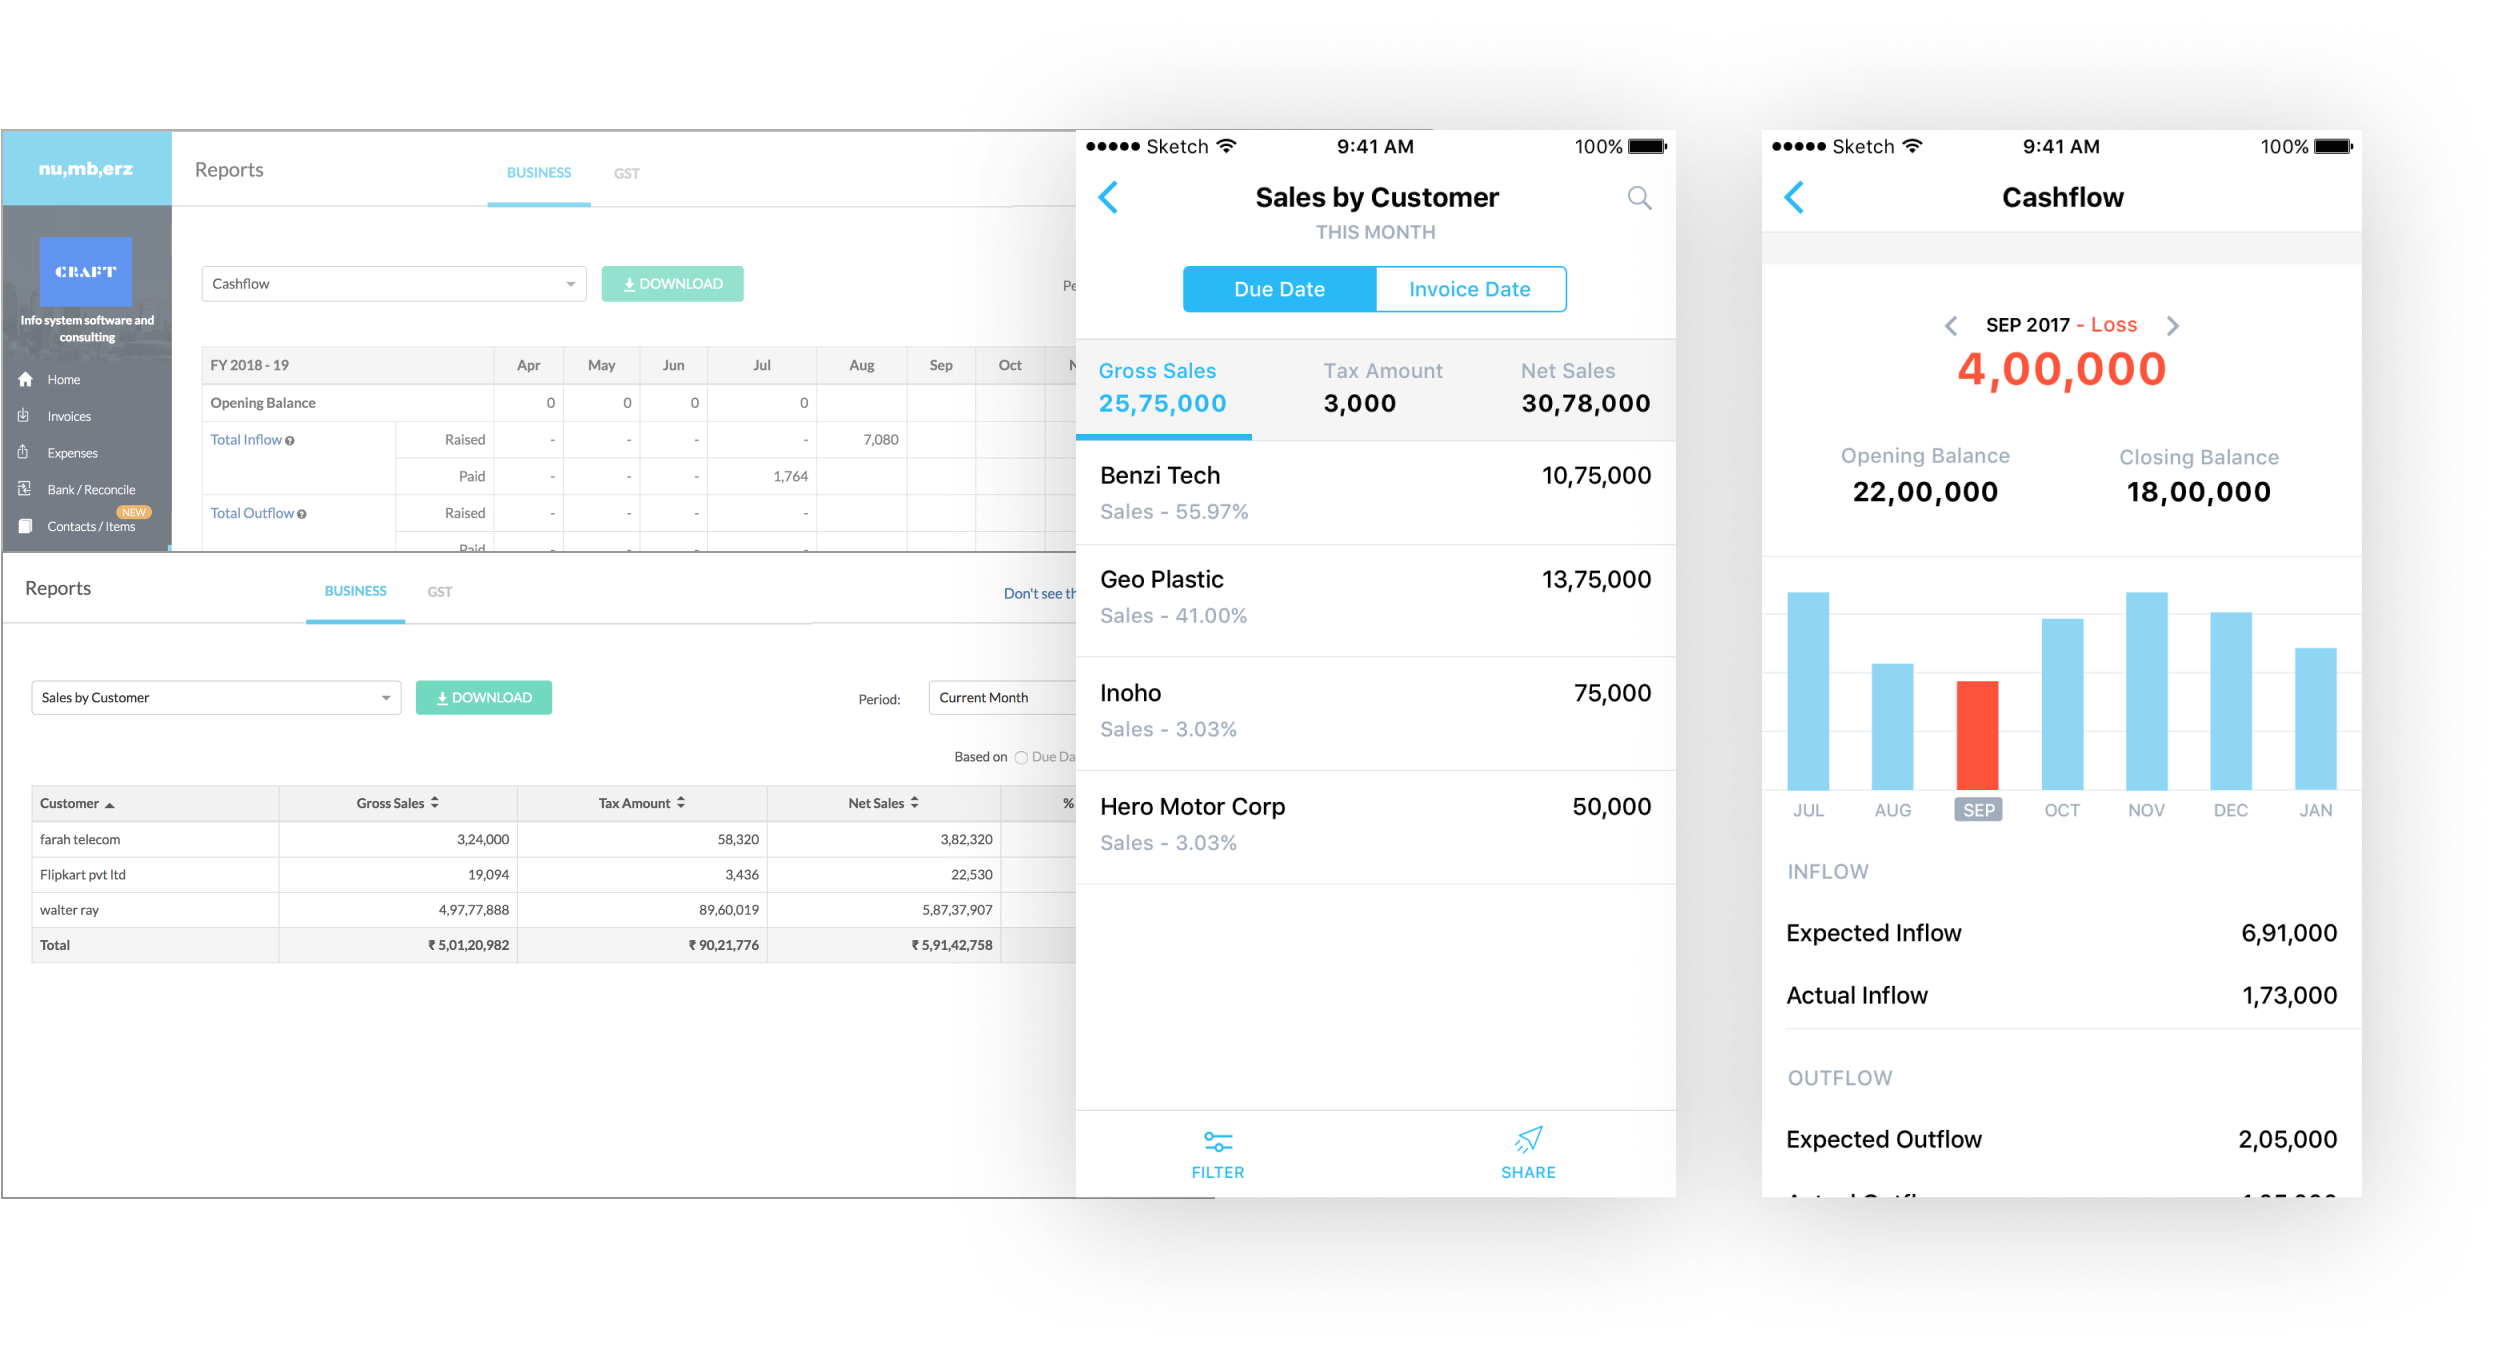 nu,mb,erz
Reports
BUSINESS
GST
CRAFT
Info system software and
consulting
Home
Invoices
Expenses
Bank / Reconcile
NEW
Contacts / Items
Cashflow
DOWNLOAD
FY 2018 - 19 Apr May Jun Jul Aug Sep Oct
Opening Balance 0 0 0 0
Total Inflow Raised - - - - 7,080
Paid - - - 1,764
Total Outflow Raised - - - -
Paid - - - -
Reports
BUSINESS
GST
Don't see
Sales by Customer
DOWNLOAD
Period:
Current Month
Based on Due Da
Customer Gross Sales Tax Amount Net Sales %
farah telecom 3,24,000 58,320 3,82,320
Flipkart pvt ltd 19,094 3,436 22,530
walter ray 4,97,77,888 89,60,019 5,87,37,907
Total ₹ 5,01,20,982 ₹ 90,21,776 ₹ 5,91,42,758
Sketch 9:41 AM 100%
Sales by Customer
THIS MONTH
Due Date Invoice Date
Gross Sales Tax Amount Net Sales
25,75,000 3,000 30,78,000
Benzi Tech 10,75,000
Sales - 55.97%
Geo Plastic 13,75,000
Sales - 41.00%
Inoho 75,000
Sales - 3.03%
Hero Motor Corp 50,000
Sales - 3.03%
FILTER SHARE
Sketch 9:41 AM 100%
Cashflow
SEP 2017 - Loss
4,00,000
Opening Balance Closing Balance
22,00,000 18,00,000
JUL AUG SEP OCT NOV DEC JAN
INFLOW
Expected Inflow 6,91,000
Actual Inflow 1,73,000
OUTFLOW
Expected Outflow 2,05,000